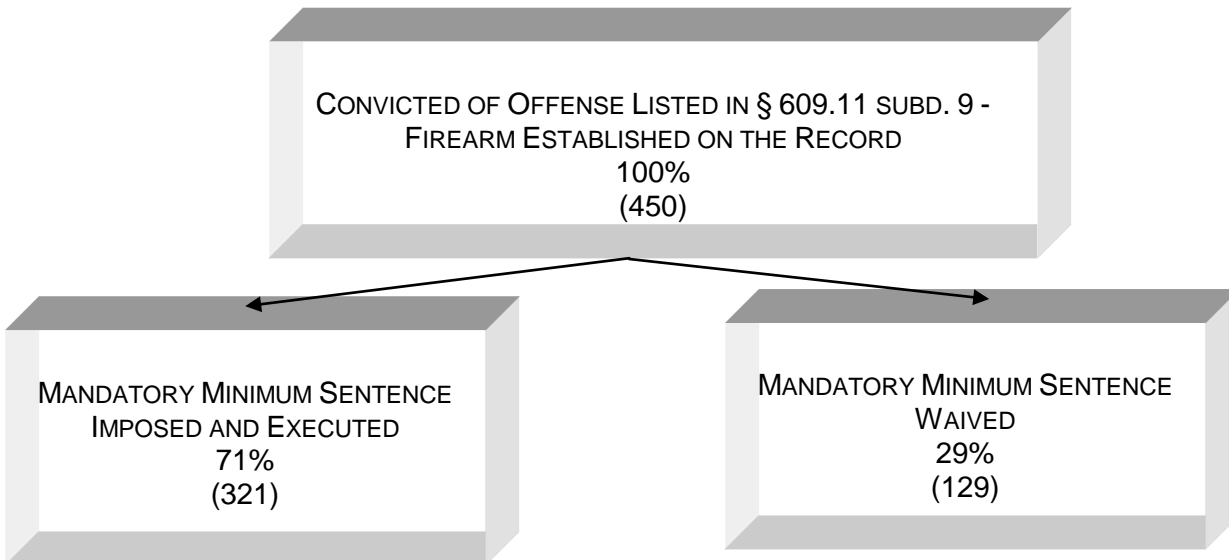 CONVICTED OF OFFENSE LISTED IN § 609.11 SUBD. 9 -
FIREARM ESTABLISHED ON THE RECORD
100%
(450)
MANDATORY MINIMUM SENTENCE
IMPOSED AND EXECUTED
71%
(321)
MANDATORY MINIMUM SENTENCE
WAIVED
29%
(129)